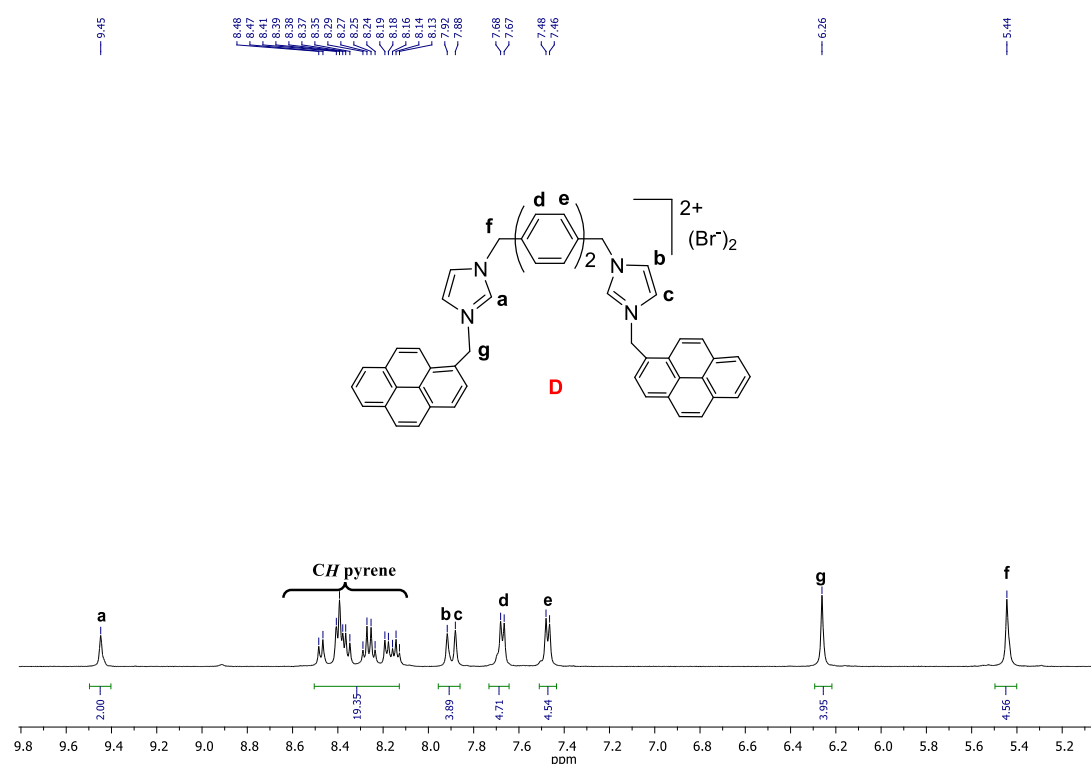 9.45 8.48 8.47 8.41 8.39 8.38 8.37 8.35 8.29 8.27 8.25 8.24 8.19 8.18 8.16 8.14 8.13 7.92 7.88 7.68 7.67 7.48 7.46 6.26 5.44
d e
2+
f
(Br-)2
2
b
N N
a c
N N
g
D
CH pyrene
a b c d e g f
2.00 19.35 3.89 4.71 4.54 3.95 4.56
9.8 9.6 9.4 9.2 9.0 8.8 8.6 8.4 8.2 8.0 7.8 7.6 7.4 7.2 7.0 6.8 6.6 6.4 6.2 6.0 5.8 5.6 5.4 5.2
ppm